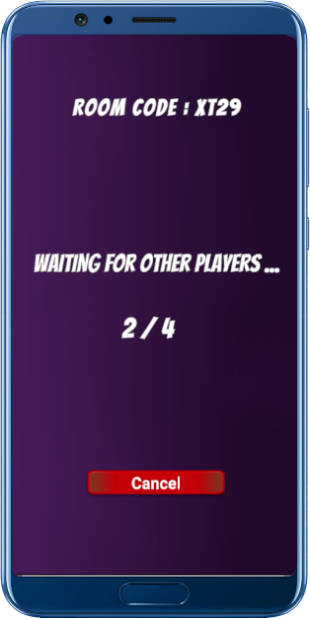 ROOM CODE : XT29
WAITING FOR OTHER PLAYERS ...
2 / 4
Cancel